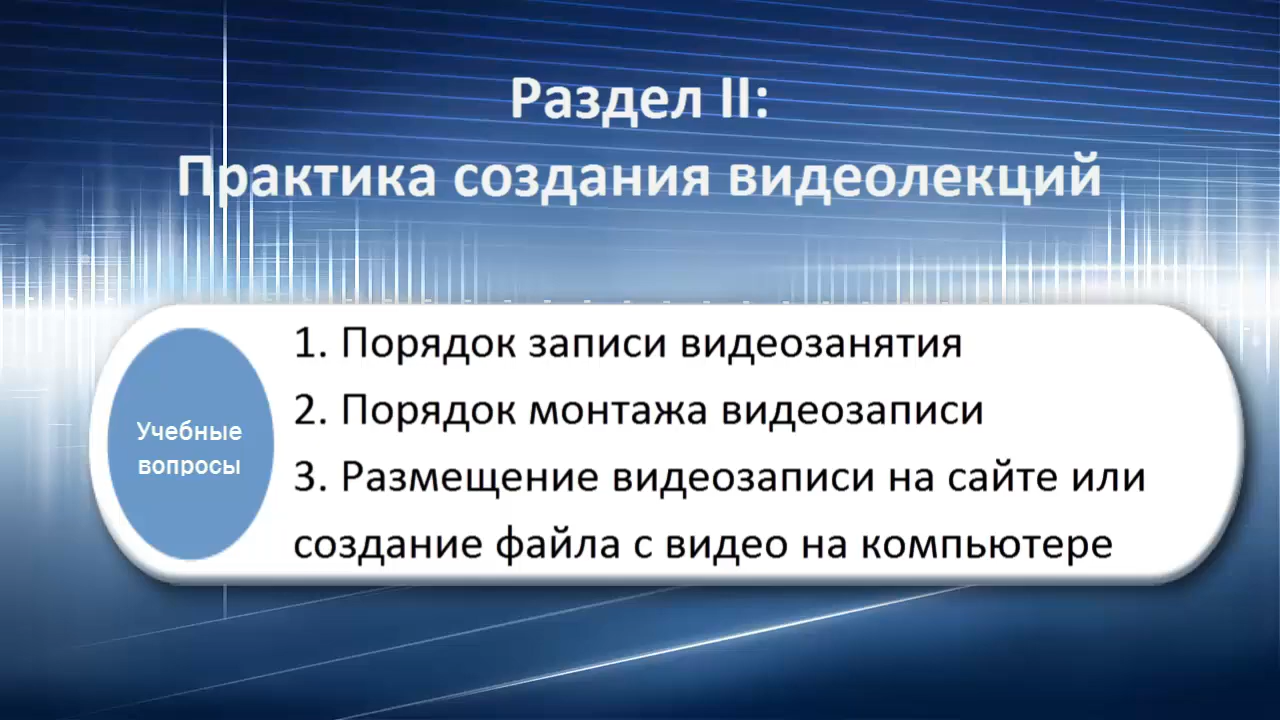 Раздел II:
Практика создания видеолекций
Учебные
вопросы
1. Порядок записи видеозанятия
2. Порядок монтажа видеозаписи
3. Размещение видеозаписи на сайте или
создание файла с видео на компьютере